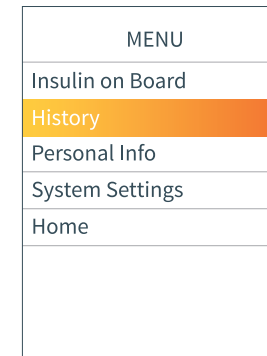 MENU
Insulin on Board
History
Personal Info
System Settings
Home